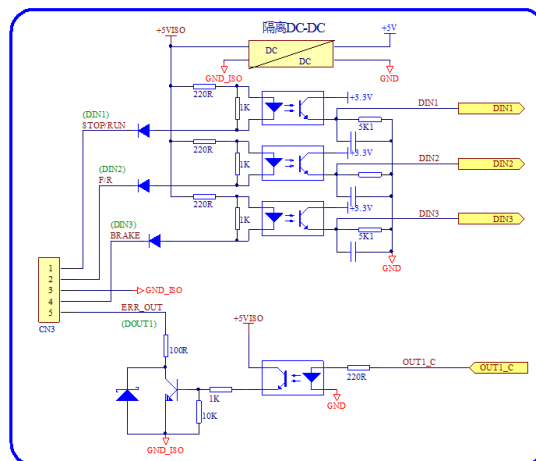 隔离DC-DC
+5VISO
+5V
DC
DC
GND_ISO
GND
220R
+3.3V
(DIN1)
STOP/RUN
1K
DIN1
DIN1
5K1
220R
+3.3V
(DIN2)
F/R
1K
DIN2
DIN2
220R
+3.3V
(DIN3)
BRAKE
1K
DIN3
DIN3
5K1
GND
1
2
3
4
5
CN3
GND_ISO
ERR_OUT
(DOUT1)
+5VISO
100R
OUT1_C
OUT1_C
220R
1K
10K
GND
GND_ISO